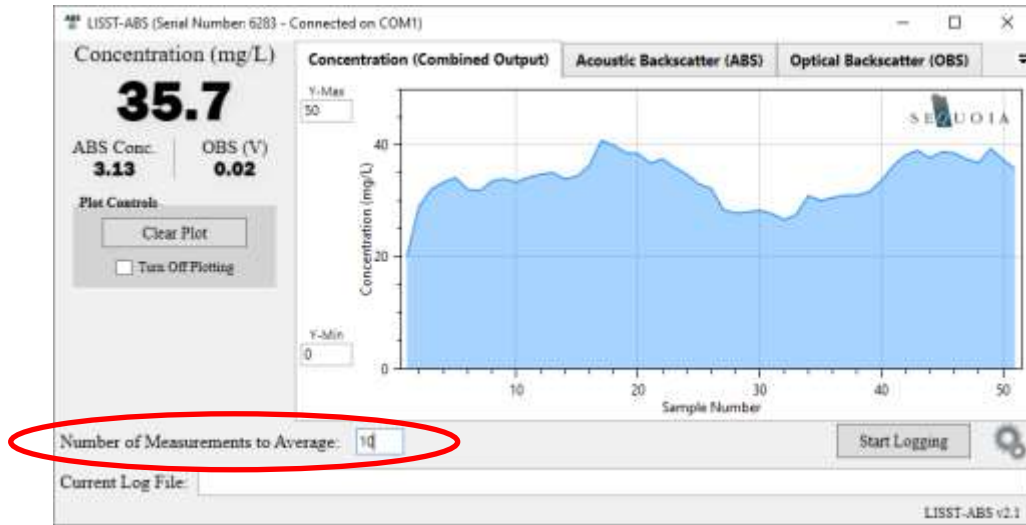 LISST-ABS (Serial Number: 6283 - Connected on COM1)
Concentration (mg/L)
35.7
ABS Conc.
OBS (V)
3.13
0.02
Plot Controls
Clear Plot
Turn Off Plotting
Concentration (Combined Output)
Acoustic Backscatter (ABS)
Optical Backscatter (OBS)
Y-Max
50
SEQUOIA
Concentration (mg/L)
40
20
0
Y-Min
0
10
20
30
40
50
Sample Number
Number of Measurements to Average:
10
Start Logging
Current Log File:
LISST-ABS v2.1